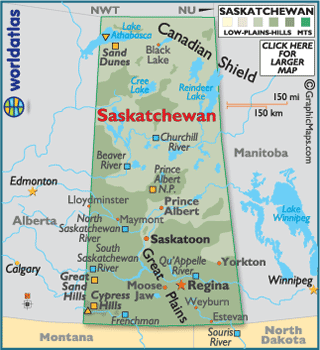 NWT
NU
SASKATCHEWAN
LOW-PLAINS-HILLS MTS
CLICK HERE
FOR
LARGER
MAP
worldatlas
Lake
Athabasca
Sand
Dunes
Black
Lake
Canadian Shield
Cree
Lake
Reindeer
Lake
150 mi
150 km
©GraphicMaps.com
Saskatchewan
Churchill
River
Manitoba
Beaver
River
Prince
Albert
N.P.
Edmonton
Lloydminster
Prince
Albert
Lake
Winnipeg
Alberta
North
Saskatchewan
River
Maymont
Saskatoon
South
Saskatchewan
River
Great Plains
Qu'Appelle
River
Yorkton
Calgary
Great
Sand
Hills
Moose
Jaw
Regina
Winnipeg
Cypress
Hills
Weyburn
Frenchman
Estevan
Souris
River
Montana
North
Dakota